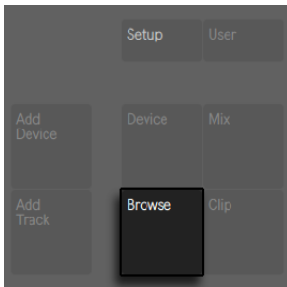 Setup
User
Add
Device
Device
Mix
Add
Track
Browse
Clip